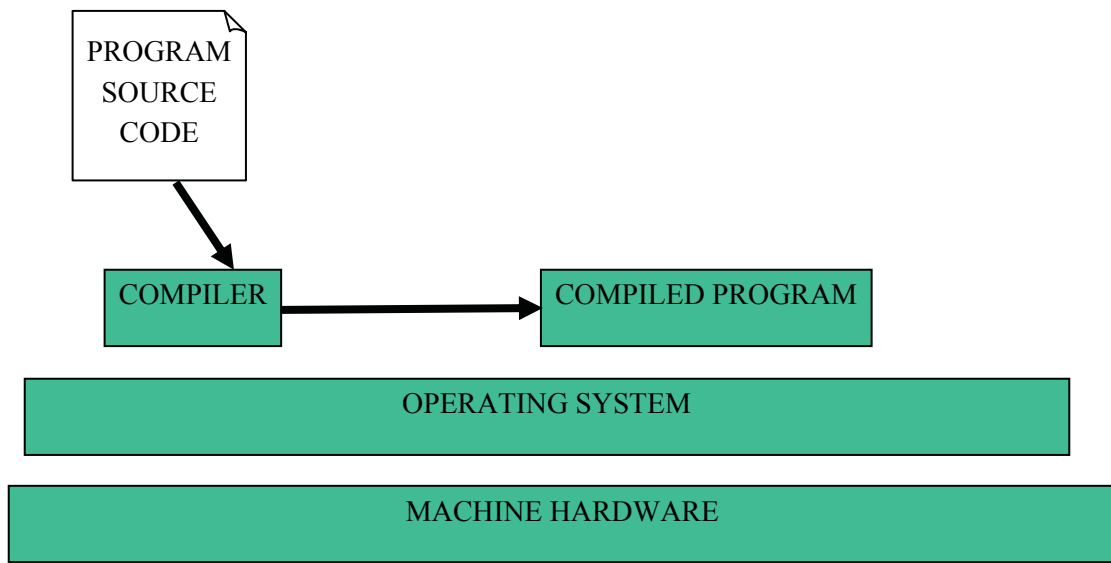 PROGRAM
SOURCE
CODE
COMPILER
COMPILED PROGRAM
OPERATING SYSTEM
MACHINE HARDWARE